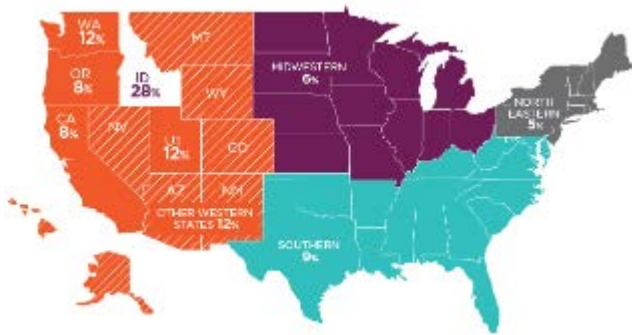 WA
12%
MT
OR
8%
ID
28%
MIDWESTERN
6%
WY
CA
8%
NV
UT
12%
CO
NORTH
EASTERN
5%
AZ
NM
OTHER WESTERN
STATES 12%
SOUTHERN
9%